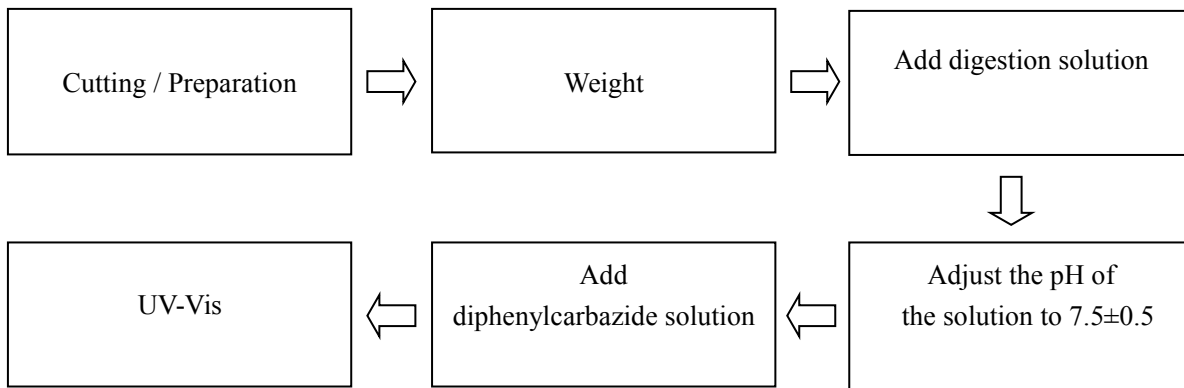 Cutting / Preparation
Weight
Add digestion solution
Adjust the pH of
the solution to 7.5±0.5
Add
diphenylcarbazide solution
UV-Vis